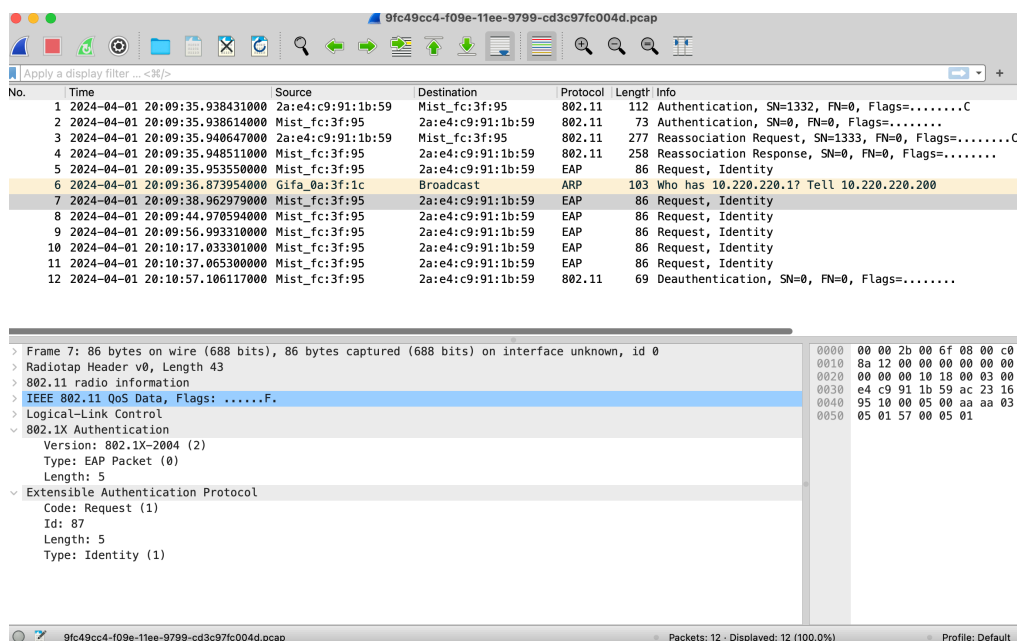 9fc49cc4-f09e-11ee-9799-cd3c97fc004d.pcap
Apply a display filter ... <⌘/>
+
No. Time Source Destination Protocol Length Info
1 2024-04-01 20:09:35.938431000 2a:e4:c9:91:1b:59 Mist_fc:3f:95 802.11 112 Authentication, SN=1332, FN=0, Flags=........C
2 2024-04-01 20:09:35.938614000 Mist_fc:3f:95 2a:e4:c9:91:1b:59 802.11 73 Authentication, SN=0, FN=0, Flags=........
3 2024-04-01 20:09:35.940647000 2a:e4:c9:91:1b:59 Mist_fc:3f:95 802.11 277 Reassociation Request, SN=1333, FN=0, Flags=........C
4 2024-04-01 20:09:35.948511000 Mist_fc:3f:95 2a:e4:c9:91:1b:59 802.11 258 Reassociation Response, SN=0, FN=0, Flags=........
5 2024-04-01 20:09:35.953550000 Mist_fc:3f:95 2a:e4:c9:91:1b:59 EAP 86 Request, Identity
6 2024-04-01 20:09:36.873954000 Gifa_0a:3f:1c Broadcast ARP 103 Who has 10.220.220.1? Tell 10.220.220.200
7 2024-04-01 20:09:38.962979000 Mist_fc:3f:95 2a:e4:c9:91:1b:59 EAP 86 Request, Identity
8 2024-04-01 20:09:44.970594000 Mist_fc:3f:95 2a:e4:c9:91:1b:59 EAP 86 Request, Identity
9 2024-04-01 20:09:56.993310000 Mist_fc:3f:95 2a:e4:c9:91:1b:59 EAP 86 Request, Identity
10 2024-04-01 20:10:17.033301000 Mist_fc:3f:95 2a:e4:c9:91:1b:59 EAP 86 Request, Identity
11 2024-04-01 20:10:37.065300000 Mist_fc:3f:95 2a:e4:c9:91:1b:59 EAP 86 Request, Identity
12 2024-04-01 20:10:57.106117000 Mist_fc:3f:95 2a:e4:c9:91:1b:59 802.11 69 Deauthentication, SN=0, FN=0, Flags=........
Frame 7: 86 bytes on wire (688 bits), 86 bytes captured (688 bits) on interface unknown, id 0
Radiotap Header v0, Length 43
802.11 radio information
IEEE 802.11 QoS Data, Flags: ......F.
Logical-Link Control
802.1X Authentication
Version: 802.1X-2004 (2)
Type: EAP Packet (0)
Length: 5
Extensible Authentication Protocol
Code: Request (1)
Id: 87
Length: 5
Type: Identity (1)
0000 00 00 2b 00 6f 08 00 c0
0010 8a 12 00 00 00 00 00 00
0020 00 00 00 10 18 00 03 00
0030 e4 c9 91 1b 59 ac 23 16
0040 95 10 00 05 00 aa aa 03
0050 05 01 57 00 05 01
9fc49cc4-f09e-11ee-9799-cd3c97fc004d.pcap
Packets: 12 · Displayed: 12 (100.0%)
Profile: Default